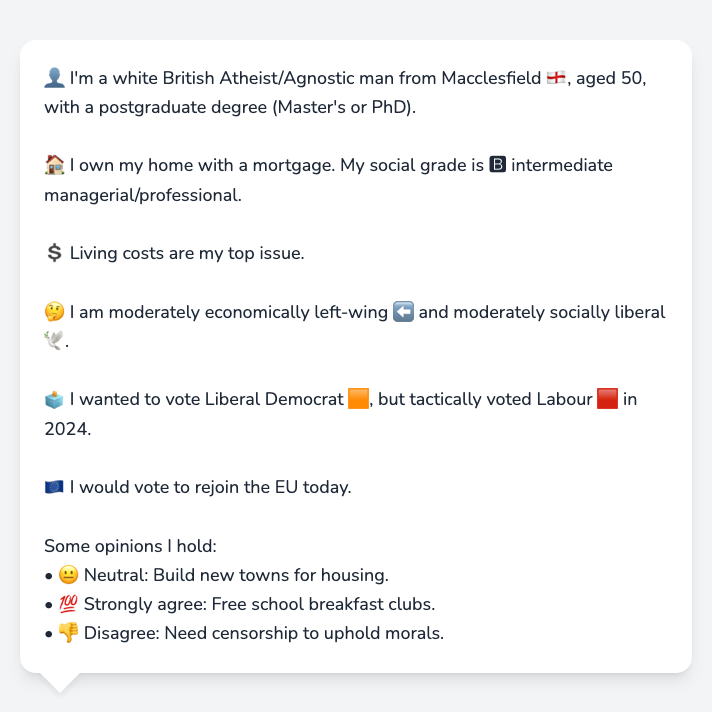 👤 I'm a white British Atheist/Agnostic man from Macclesfield 🏴󠁧󠁢󠁥󠁮󠁧󠁿, aged 50,
with a postgraduate degree (Master's or PhD).
🏠 I own my home with a mortgage. My social grade is 🅱 intermediate
managerial/professional.
💲 Living costs are my top issue.
🤔 I am moderately economically left-wing ⬅️ and moderately socially liberal
🕊️.
🗳️ I wanted to vote Liberal Democrat 🟧, but tactically voted Labour 🟥 in
2024.
🇪🇺 I would vote to rejoin the EU today.
Some opinions I hold:
• 😐 Neutral: Build new towns for housing.
• 💯 Strongly agree: Free school breakfast clubs.
• 👎 Disagree: Need censorship to uphold morals.